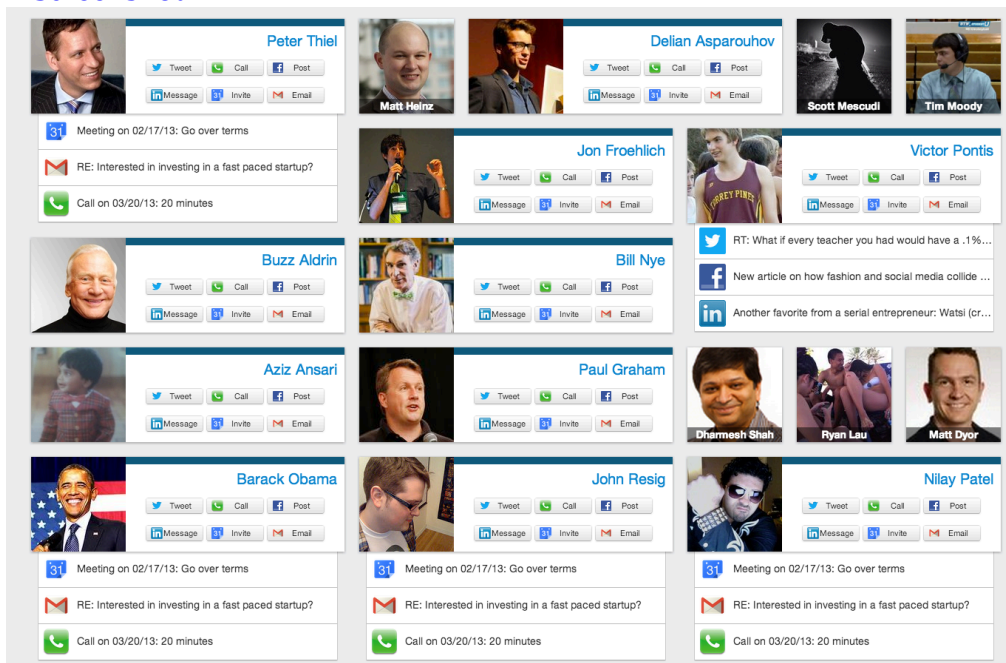 Peter Thiel
Tweet Call Post
Message Invite Email
Meeting on 02/17/13: Go over terms
RE: Interested in investing in a fast paced startup?
Call on 03/20/13: 20 minutes
Matt Heinz
Delian Asparouhov
Tweet Call Post
Message Invite Email
Scott Mescudi
Tim Moody
Jon Froehlich
Tweet Call Post
Message Invite Email
Victor Pontis
Tweet Call Post
Message Invite Email
RT: What if every teacher you had would have a .1%...
New article on how fashion and social media collide ...
Another favorite from a serial entrepreneur: Watsi (cr...
Buzz Aldrin
Tweet Call Post
Message Invite Email
Bill Nye
Tweet Call Post
Message Invite Email
Aziz Ansari
Tweet Call Post
Message Invite Email
Paul Graham
Tweet Call Post
Message Invite Email
Dharmesh Shah
Ryan Lau
Matt Dyor
Barack Obama
Tweet Call Post
Message Invite Email
Meeting on 02/17/13: Go over terms
RE: Interested in investing in a fast paced startup?
Call on 03/20/13: 20 minutes
John Resig
Tweet Call Post
Message Invite Email
Meeting on 02/17/13: Go over terms
RE: Interested in investing in a fast paced startup?
Call on 03/20/13: 20 minutes
Nilay Patel
Tweet Call Post
Message Invite Email
Meeting on 02/17/13: Go over terms
RE: Interested in investing in a fast paced startup?
Call on 03/20/13: 20 minutes